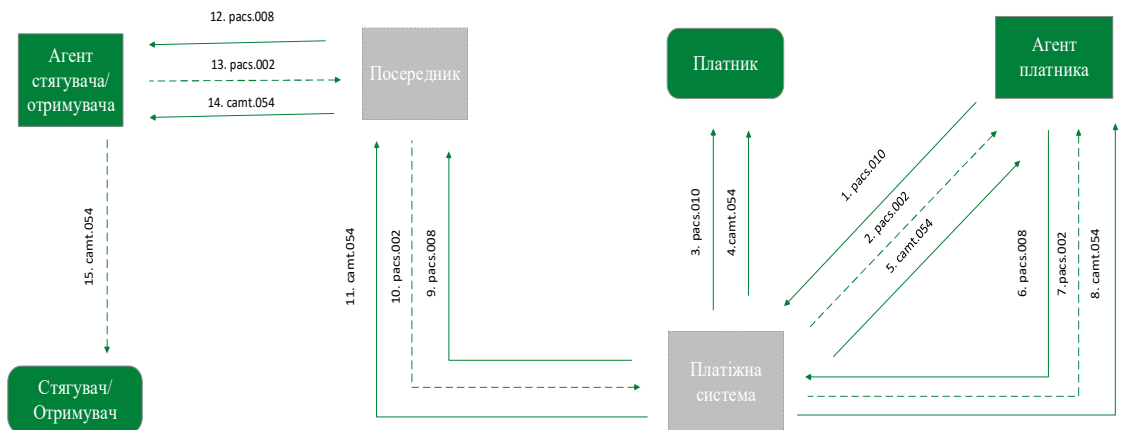 12. pacs.008
Агент
стягувача/
отримувача
13. pacs.002
14. camt.054
Посередник
Платник
Агент
платника
1. pacs.010
2. pacs.002
5. camt.054
3. pacs.010
4.camt.054
6. pacs.008
7.pacs.002
8. camt.054
15. camt.054
11. camt.054
10. pacs.002
9. pacs.008
Платіжна
система
Стягувач/
Отримувач